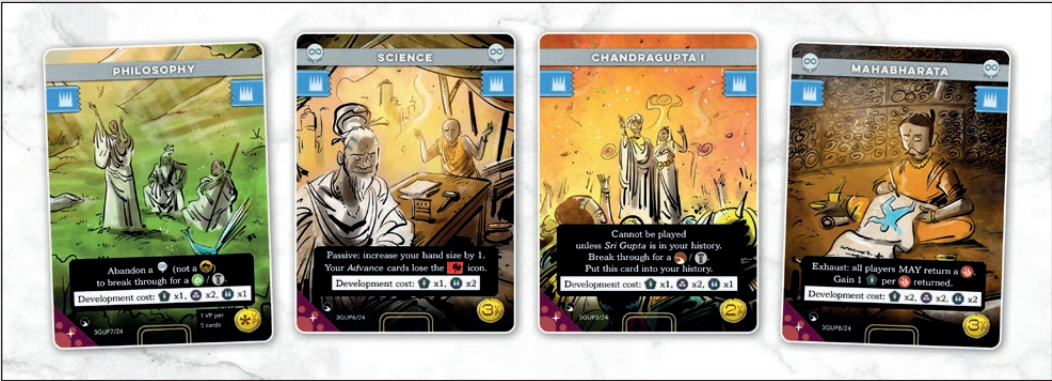 PHILOSOPHY
Abandon a (not a )
to break through for a /
Development cost: x1, x2, x1
3GUP7/24
1 VP per
5 cards
*
SCIENCE
Passive: increase your hand size by 1.
Your Advance cards lose the icon.
Development cost: x1, x2
3GUP6/24
3
CHANDRAGUPTA I
Cannot be played
unless Sri Gupta is in your history.
Break through for a /
Put this card into your history.
Development cost: x1, x2, x2
3GUP3/24
2
MAHABHARATA
Exhaust: all players MAY return a .
Gain 1 per returned.
Development cost: x2, x2, x2
3GUP8/24
3